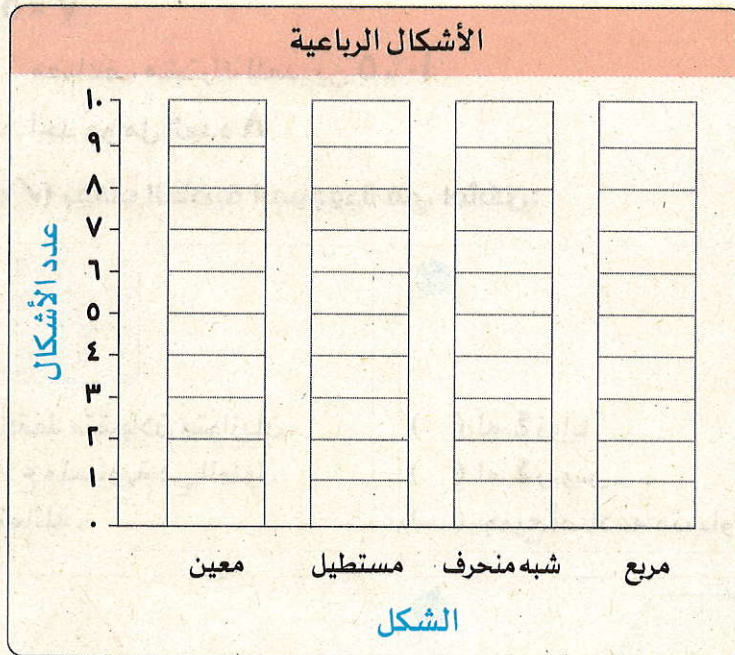 الأشكال الرباعية
١٠
٩
٨
٧
٦
٥
٤
٣
٢
١
٠
عدد الأشكال
معين مستطيل شبه منحرف مربع
الشكل